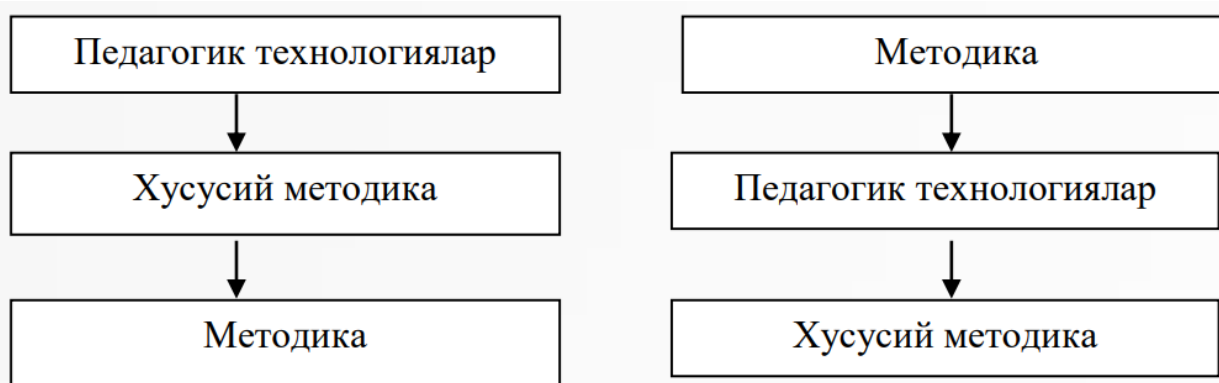 Педагогик технологиялар
Хусусий методика
Методика
Методика
Педагогик технологиялар
Хусусий методика